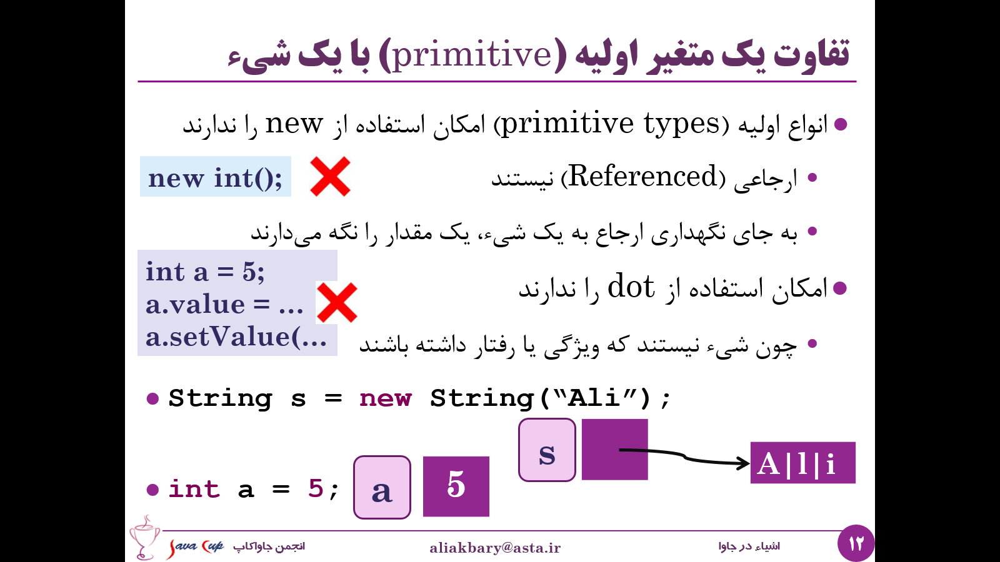 تفاوت یک متغیر اولیه (primitive) با یک شیء
انواع اولیه (primitive types) امکان استفاده از new را ندارند
ارجاعی (Referenced) نیستند
new int();
به جای نگهداری ارجاع به یک شیء، یک مقدار را نگه می‌دارند
امکان استفاده از dot را ندارند
int a = 5;
a.value = ...
a.setValue(...
چون شیء نیستند که ویژگی یا رفتار داشته باشند
String s = new String(“Ali”);
s
A|l|i
int a = 5;
a
5
۱۲
اشیاء در جاوا
aliakbary@asta.ir
انجمن جاواکاپ
Java Cup